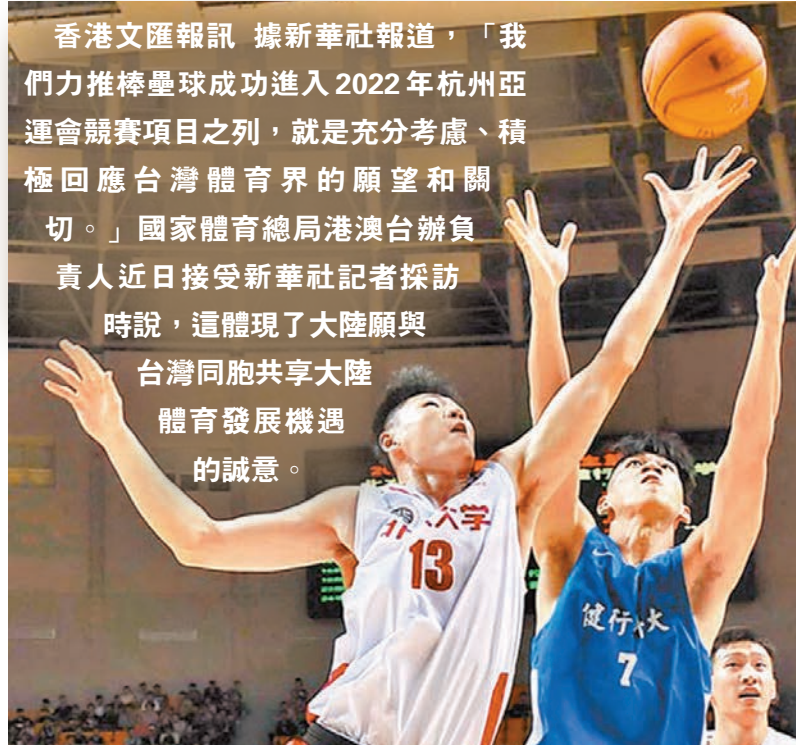 香港文匯報訊 據新華社報道，「我
們力推棒壘球成功進入2022年杭州亞
運會競賽項目之列，就是充分考慮、積
極回應台灣體育界的願望和關
切。」國家體育總局港澳台辦負
責人近日接受新華社記者採訪
時說，這體現了大陸願與
台灣同胞共享大陸
體育發展機遇
的誠意。
大学
13
健行
大
7